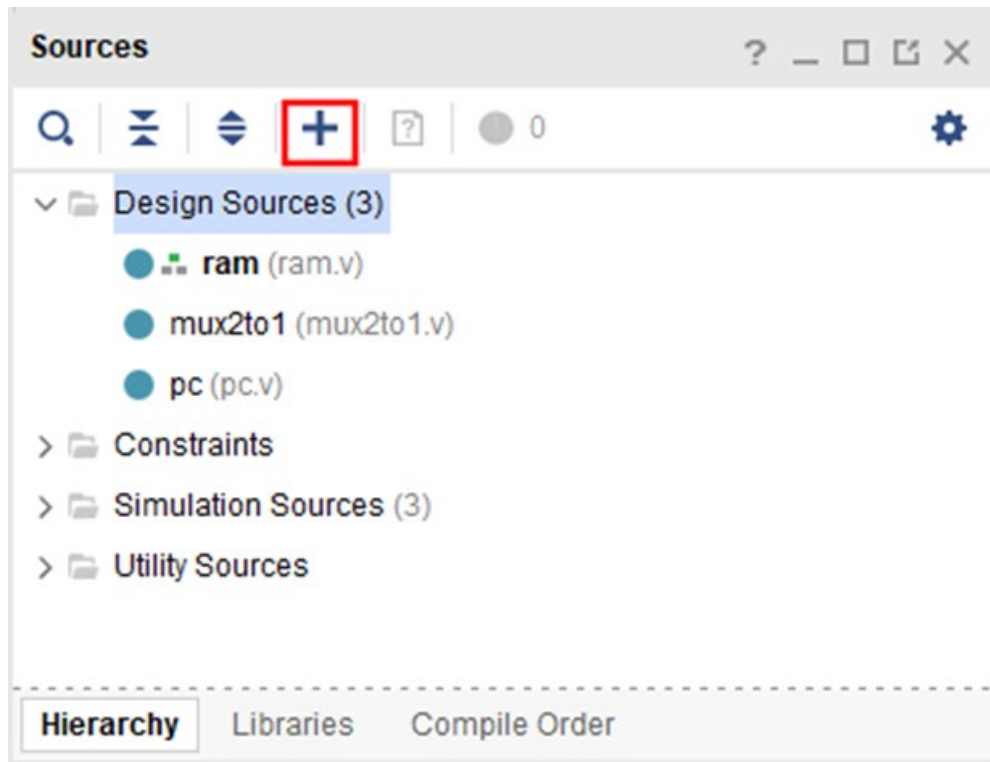 Sources
? 0
Design Sources (3)
ram (ram.v)
mux2to1 (mux2to1.v)
pc (pc.v)
Constraints
Simulation Sources (3)
Utility Sources
Hierarchy Libraries Compile Order